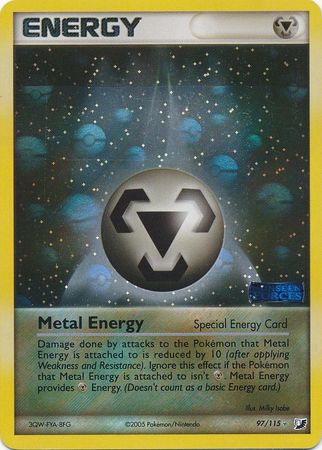 ENERGY
UNSEEN
FORCES
Metal Energy Special Energy Card
Damage done by attacks to the Pokémon that Metal
Energy is attached to is reduced by 10 (after applying
Weakness and Resistance). Ignore this effect if the Pokémon
that Metal Energy is attached to isn't . Metal Energy
provides Energy. (Doesn't count as a basic Energy card.)
Illus. Milky Isobe
3QW-FYA-8FG ©2005 Pokémon/Nintendo 97/115